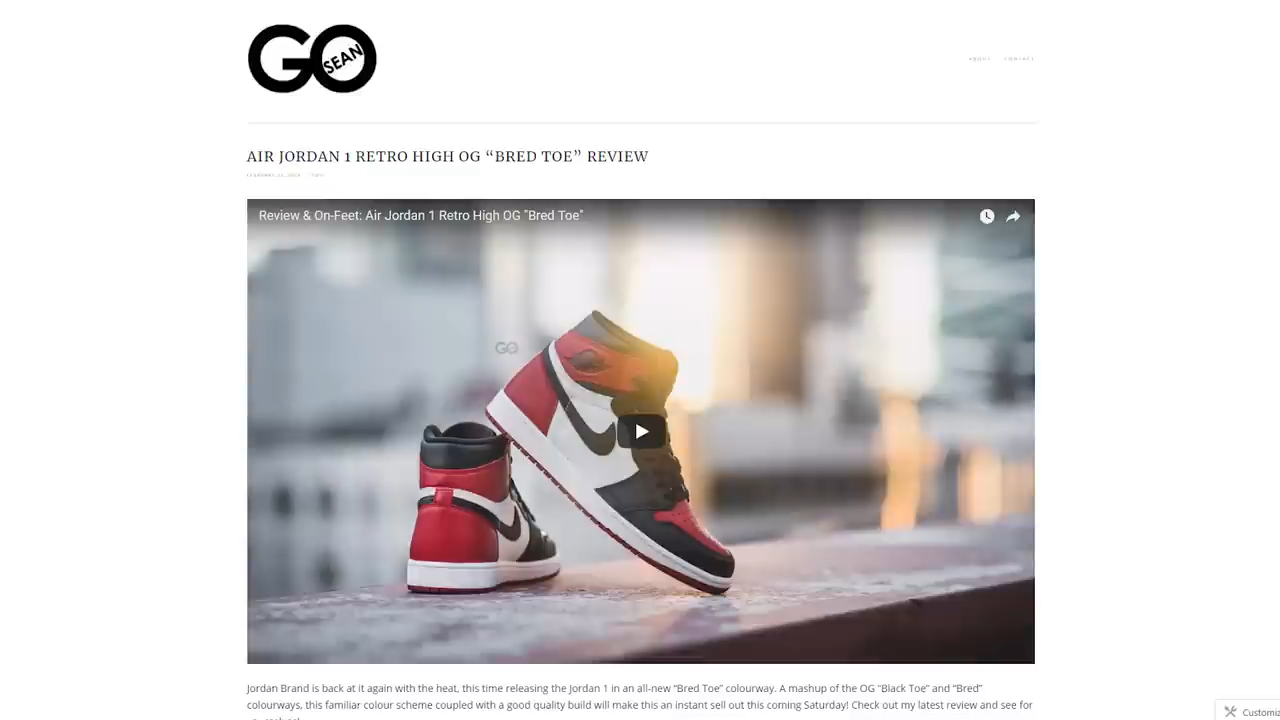 GO SEAN
ABOUT CONTACT
AIR JORDAN 1 RETRO HIGH OG “BRED TOE” REVIEW
Review & On-Feet: Air Jordan 1 Retro High OG "Bred Toe"
GO
Jordan Brand is back at it again with the heat, this time releasing the Jordan 1 in an all-new “Bred Toe” colourway. A mashup of the OG “Black Toe” and “Bred”
colourways, this familiar colour scheme coupled with a good quality build will make this an instant sell out this coming Saturday! Check out my latest review and see for
Customiz